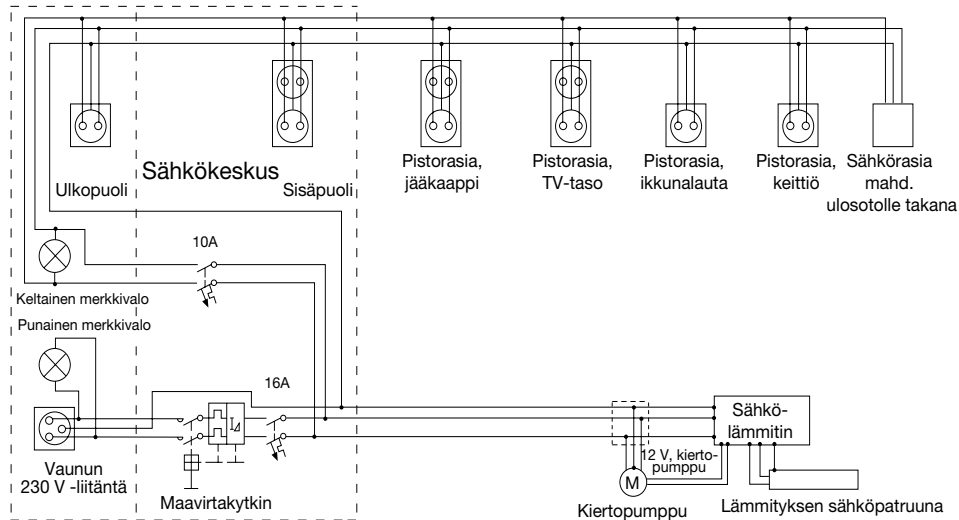 Ulkopuoli
Sähkökeskus
Sisäpuoli
Pistorasia,
jääkaappi
Pistorasia,
TV-taso
Pistorasia,
ikkunalauta
Pistorasia,
keittiö
Sähkörasia
mahd.
ulosotolle takana
10A
Keltainen merkkivalo
Punainen merkkivalo
16A
I⊿
Sähkö-
lämmitin
Vaunun
230 V -liitäntä
Maavirtakytkin
12 V, kierto-
pumppu
M
Kiertopumppu
Lämmityksen sähköpatruuna